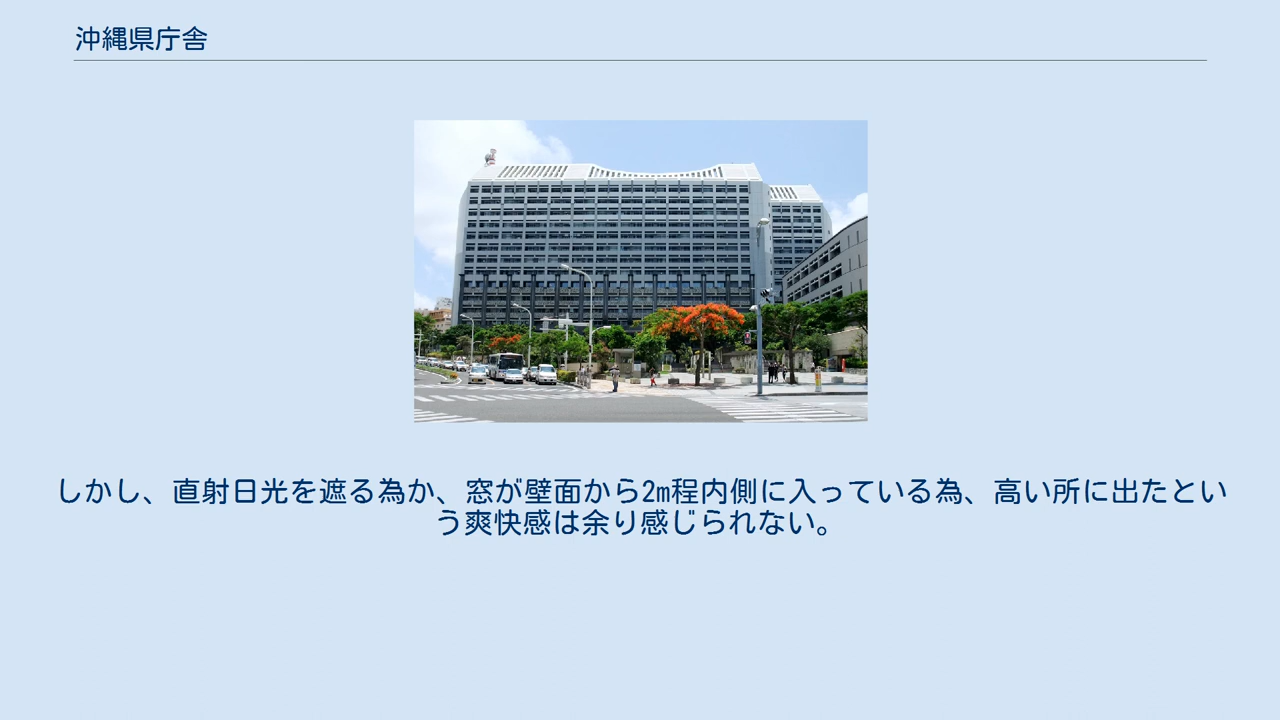 沖縄県庁舎
しかし、直射日光を遮る為か、窓が壁面から2m程内側に入っている為、高い所に出たとい
う爽快感は余り感じられない。